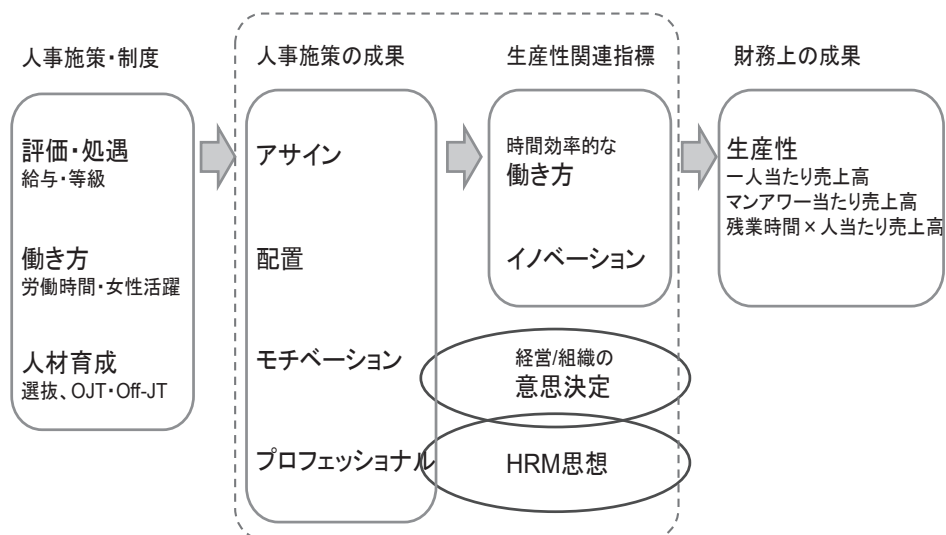 人事施策・制度
人事施策の成果
生産性関連指標
財務上の成果
評価・処遇
給与・等級
働き方
労働時間・女性活躍
人材育成
選抜、OJT・Off-JT
アサイン
配置
モチベーション
プロフェッショナル
時間効率的な
働き方
イノベーション
経営/組織の
意思決定
HRM思想
生産性
一人当たり売上高
マンアワー当たり売上高
残業時間×人当たり売上高